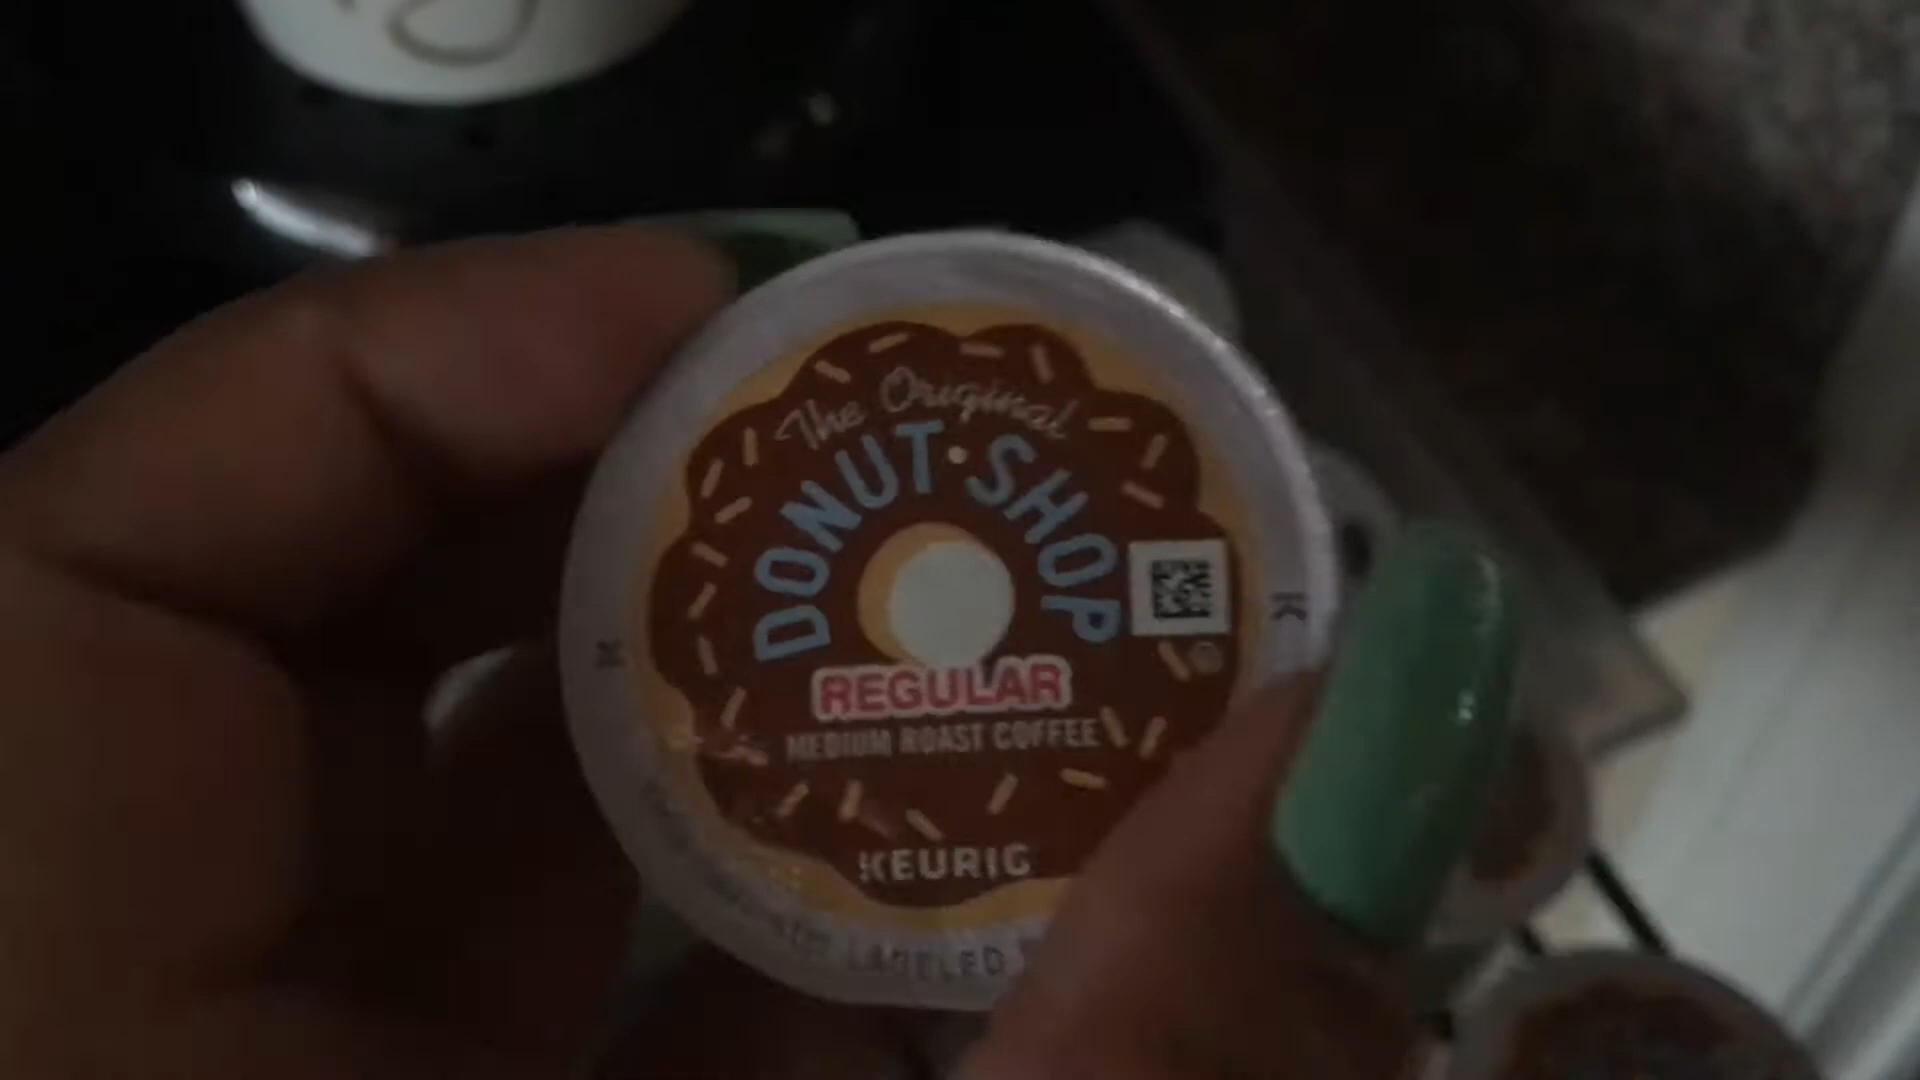 The Original
DONUT·SHOP
REGULAR
MEDIUM ROAST COFFEE
KEURIG
LABELED
K
K